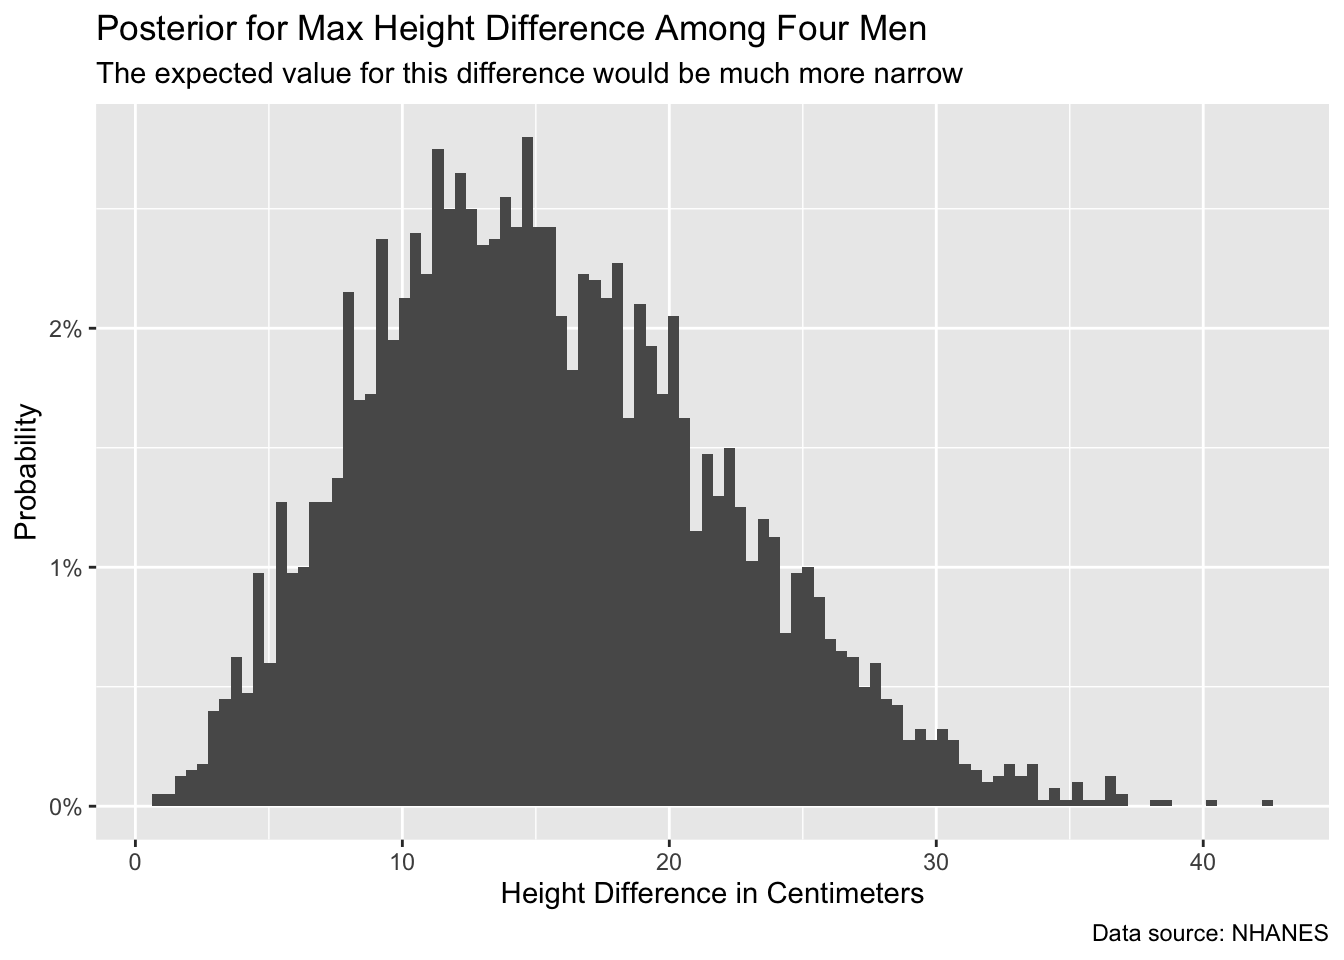 Posterior for Max Height Difference Among Four Men
The expected value for this difference would be much more narrow
Probability
2%
1%
0%
0 10 20 30 40
Height Difference in Centimeters
Data source: NHANES